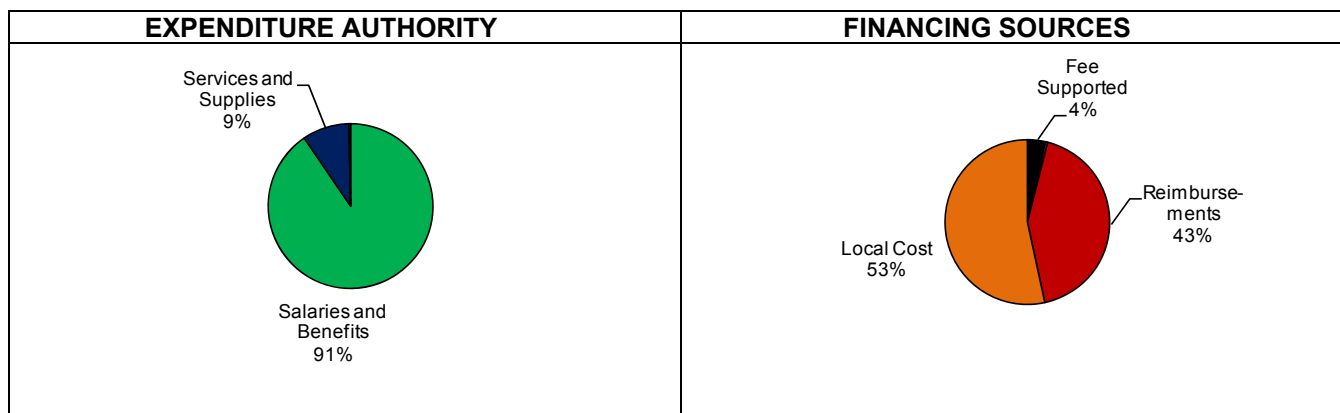 EXPENDITURE AUTHORITY
Services and
Supplies
9%
Salaries and
Benefits
91%
FINANCING SOURCES
Fee
Supported
4%
Reimburse-
ments
43%
Local Cost
53%